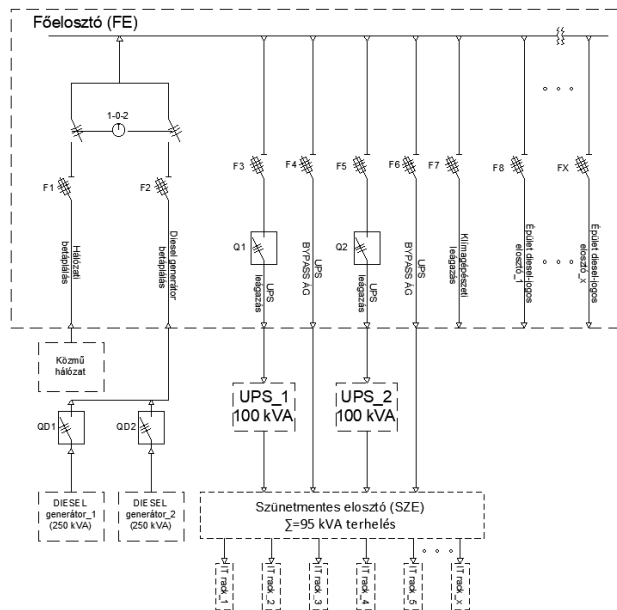 Főelosztó (FE)
1-0-2
F1
F2
F3
F4
F5
F6
F7
F8
FX
Hálózati
betáplálás
Diesel generátor
betáplálás
Q1
UPS
leágazás
UPS
BYPASS ÁG
Q2
UPS
leágazás
UPS
BYPASS ÁG
Klímagépészeti
leágazás
Épület diesel-jogos
elosztó_1
Épület diesel-jogos
elosztó_x
Közmű
hálózat
QD1
QD2
UPS_1
100 kVA
UPS_2
100 kVA
DIESEL
generátor_1
(250 kVA)
DIESEL
generátor_2
(250 kVA)
Szünetmentes elosztó (SZE)
∑=95 kVA terhelés
IT rack_1
IT rack_2
IT rack_3
IT rack_4
IT rack_5
IT rack_x